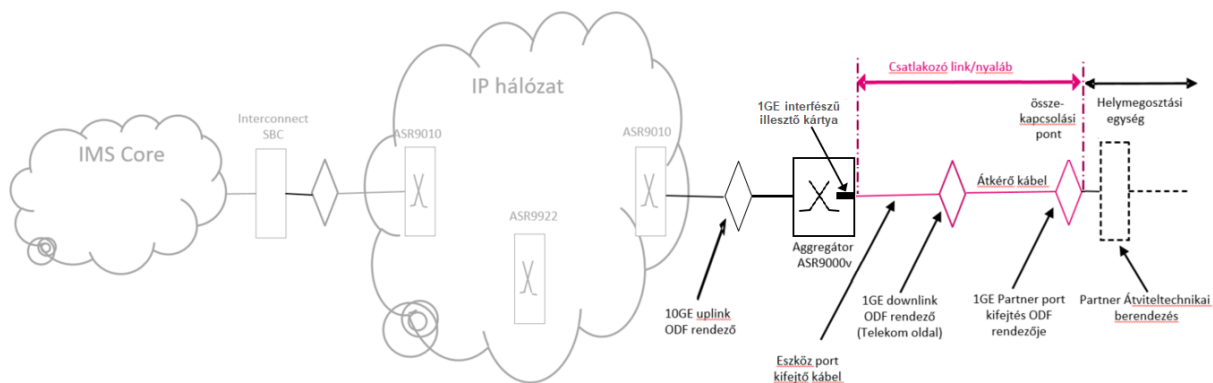 IMS Core
Interconnect
SBC
IP hálózat
ASR9010
ASR9010
ASR9922
1GE interfészű
illesztő kártya
Csatlakozó link/nyaláb
össze-
kapcsolási
pont
Helymegosztási
egység
Átkérő kábel
Aggregátor
ASR9000v
10GE uplink
ODF rendező
Eszköz port
kifejtő kábel
1GE downlink
ODF rendező
(Telekom oldal)
1GE Partner port
kifejtés ODF
rendezője
Partner Átviteltechnikai
berendezés